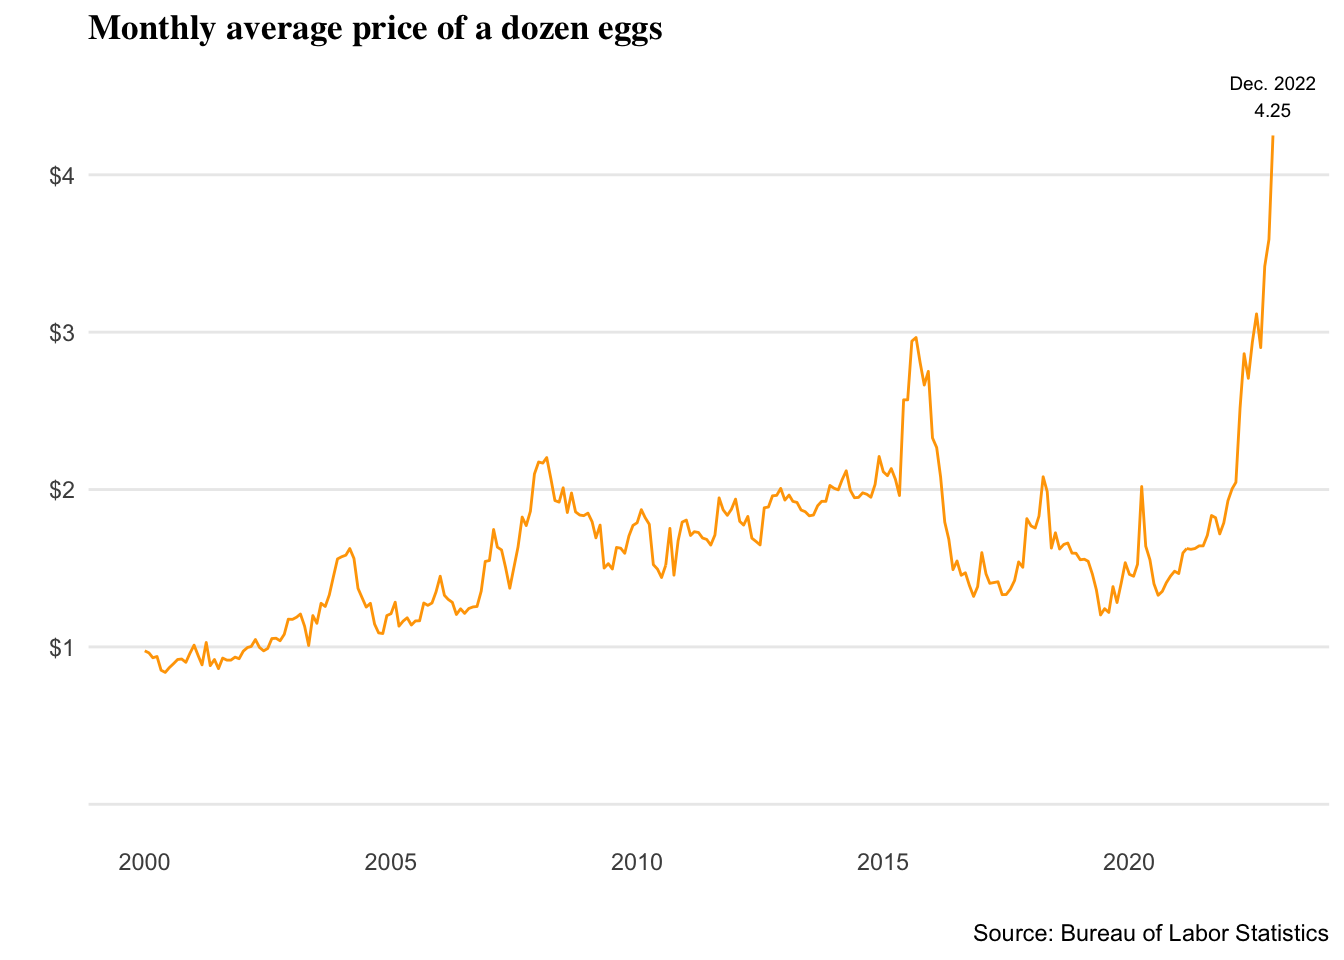 Monthly average price of a dozen eggs
Dec. 2022
4.25
$4
$3
$2
$1
2000 2005 2010 2015 2020
Source: Bureau of Labor Statistics